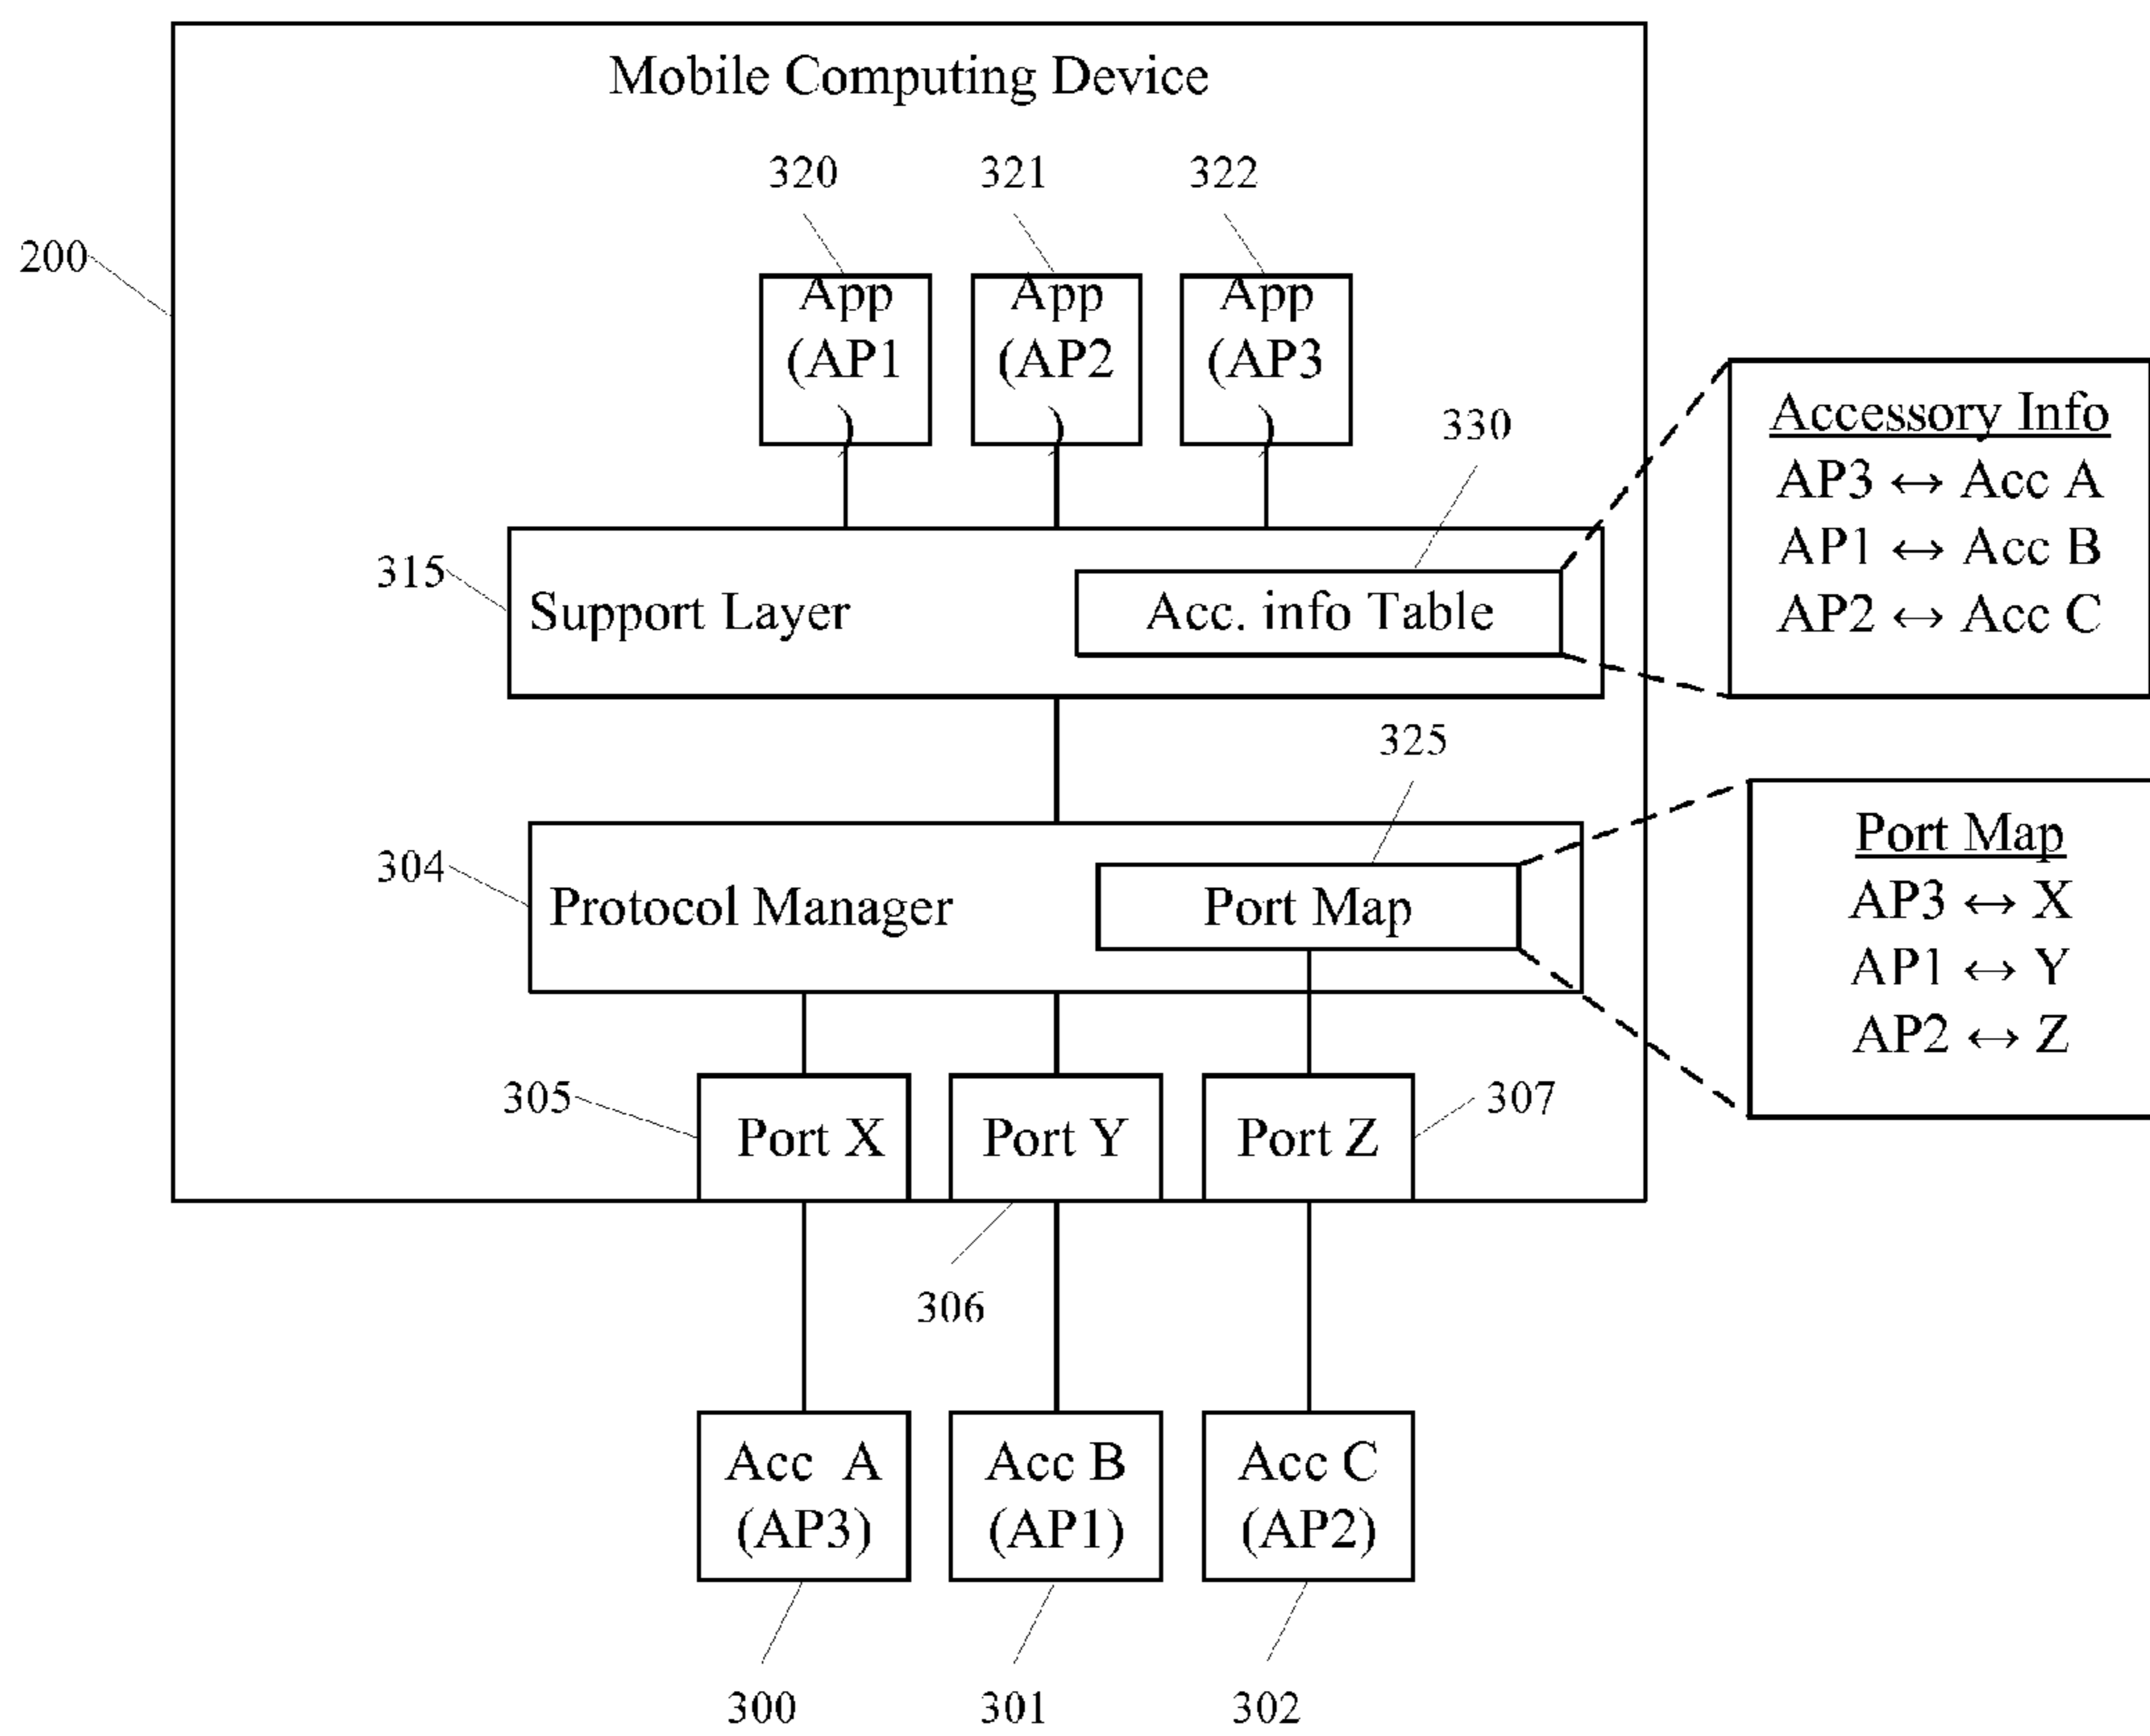 Mobile Computing Device
320 321 322
200
App App App
(AP1 (AP2 (AP3
) ) )
330
Accessory Info
AP3 ↔ Acc A
AP1 ↔ Acc B
AP2 ↔ Acc C
315
Support Layer
Acc. info Table
325
304
Protocol Manager
Port Map
Port Map
AP3 ↔ X
AP1 ↔ Y
AP2 ↔ Z
305
Port X
Port Y
Port Z
307
306
Acc A
(AP3)
Acc B
(AP1)
Acc C
(AP2)
300 301 302